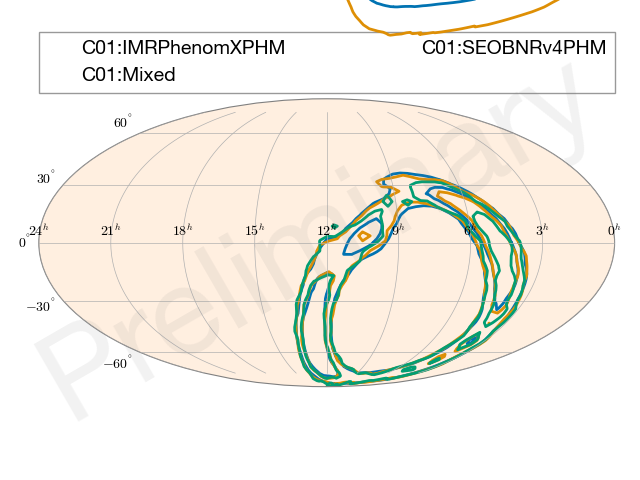 C01:IMRPhenomXPHM C01:SEOBNRv4PHM
C01:Mixed
60°
30°
0° 24h 21h 18h 15h 12h 9h 6h 3h 0h
−30°
−60°
Preliminary